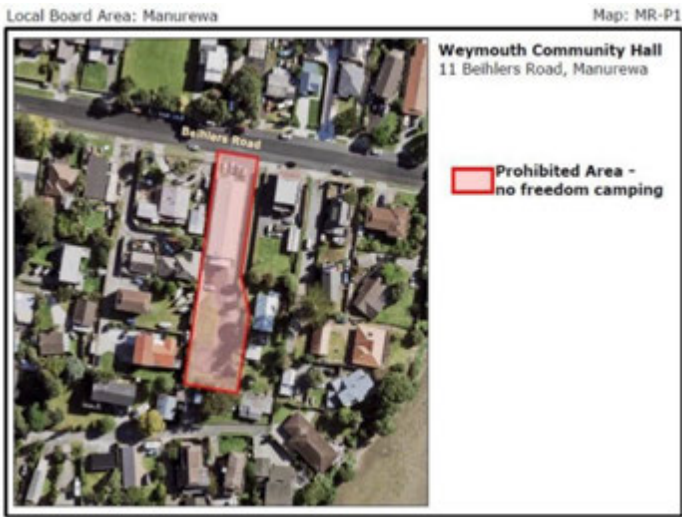 Local Board Area: Manurewa
Map: MR-P1
Weymouth Community Hall
11 Beihlers Road, Manurewa
Beihlers Road
Prohibited Area -
no freedom camping